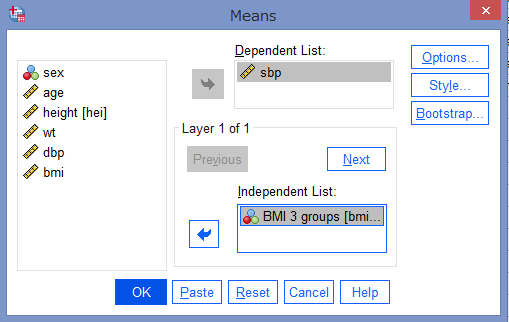 Means
Dependent List:
sbp
Options...
Style...
Bootstrap...
sex
age
height [hei]
wt
dbp
bmi
Layer 1 of 1
Previous
Next
Independent List:
BMI 3 groups [bmi...
OK
Paste
Reset
Cancel
Help